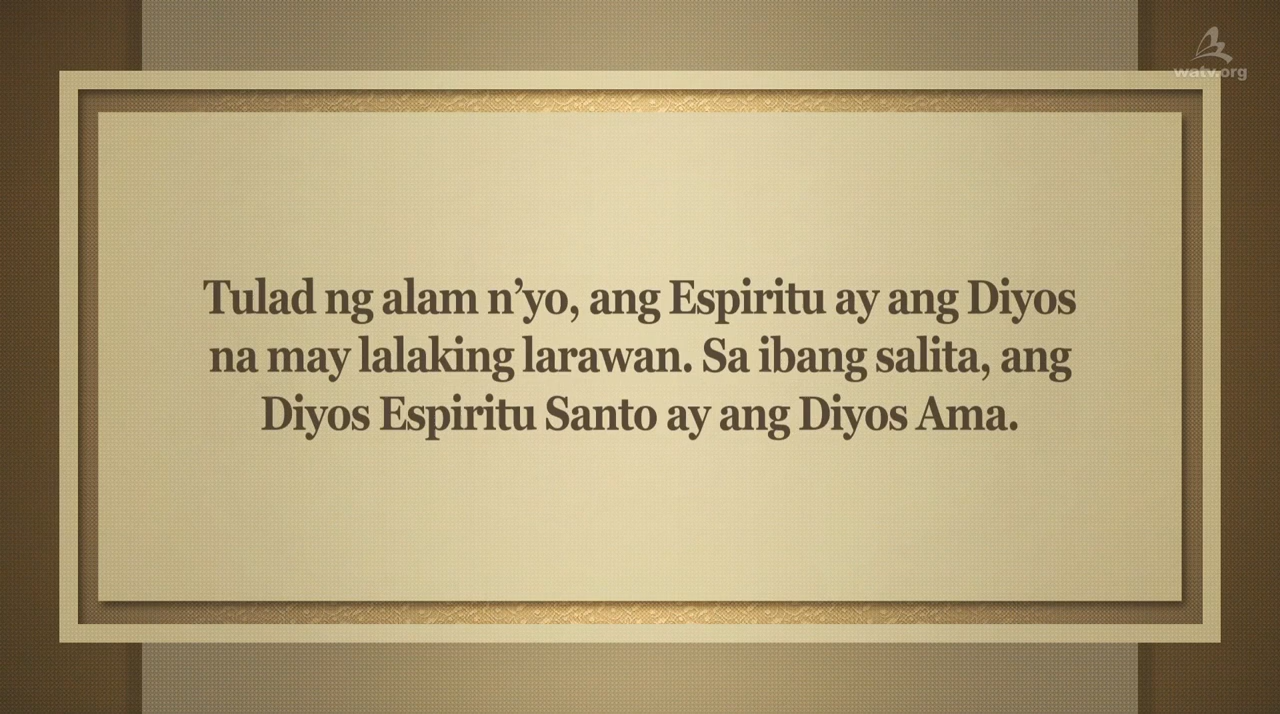 watv.org
Tulad ng alam n’yo, ang Espiritu ay ang Diyos
na may lalaking larawan. Sa ibang salita, ang
Diyos Espiritu Santo ay ang Diyos Ama.